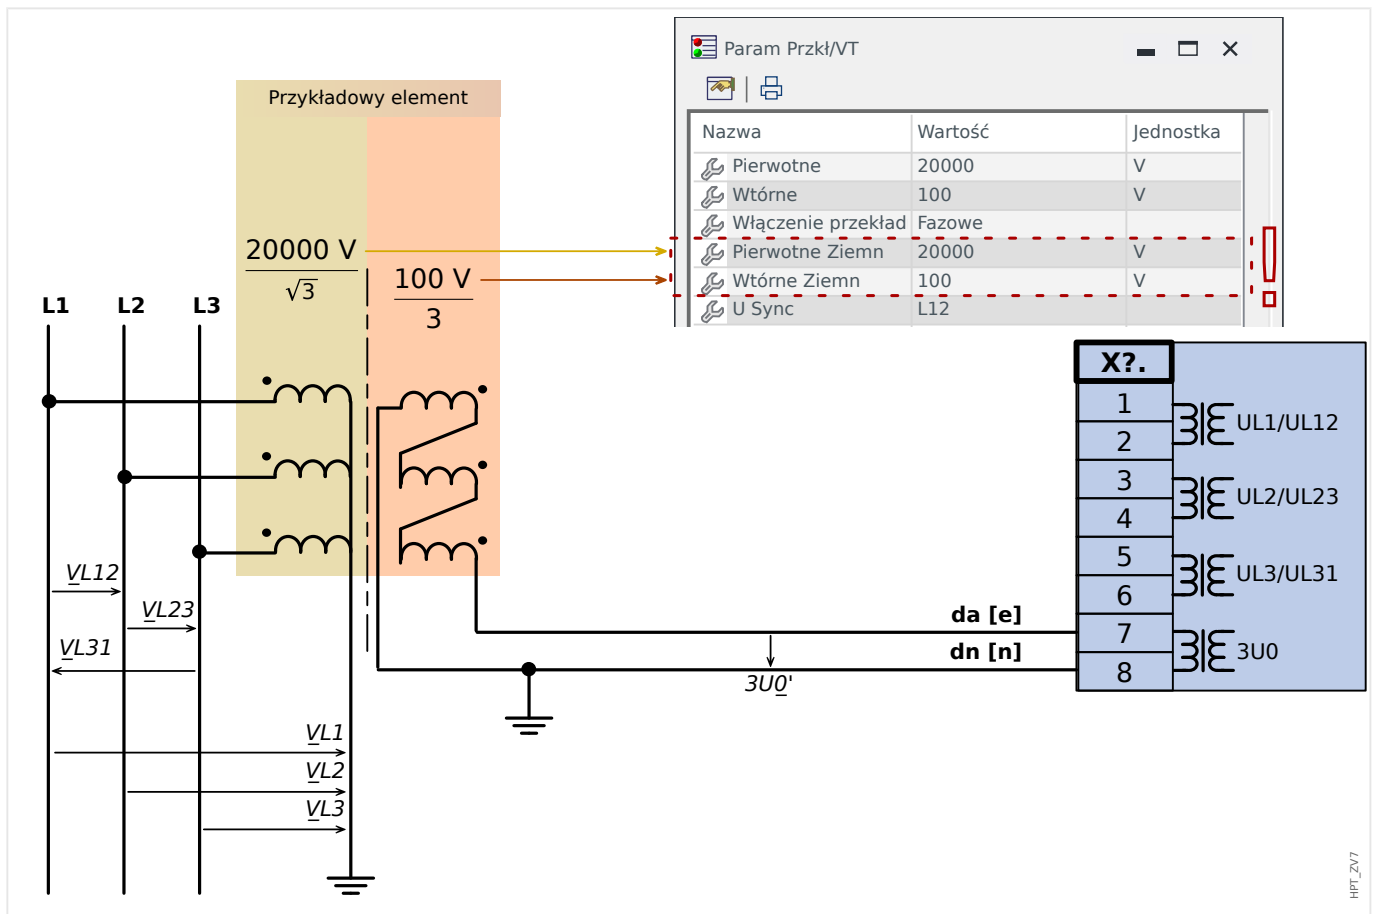 Param Przkł/VT
Nazwa Wartość Jednostka
Pierwotne 20000 V
Wtórne 100 V
Włączenie przekład Fazowe
Pierwotne Ziemn 20000 V
Wtórne Ziemn 100 V
U Sync L12
Przykładowy element
20000 V
√3
100 V
3
L1 L2 L3
X?.
1
2
UL1/UL12
3
4
UL2/UL23
5
6
UL3/UL31
7
8
3U0
VL12
VL23
VL31
da [e]
dn [n]
3U0'
VL1
VL2
VL3
HPT_ZV7